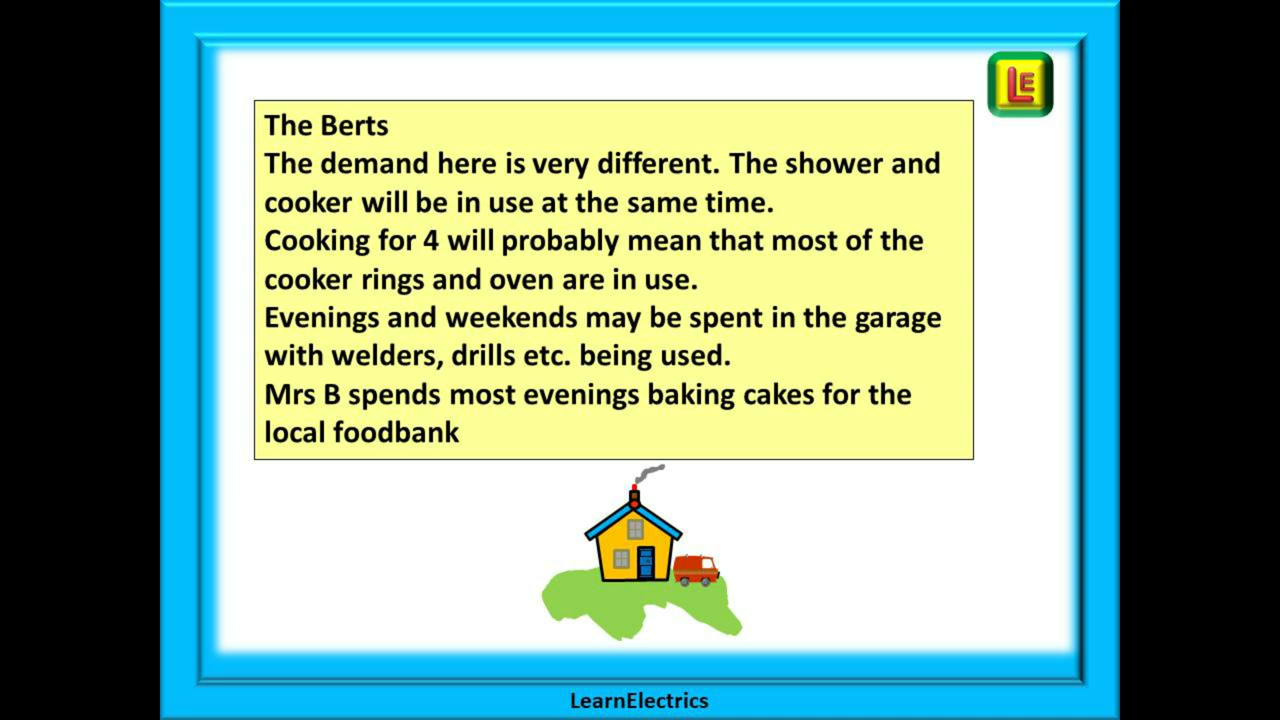 LE
The Berts
The demand here is very different. The shower and
cooker will be in use at the same time.
Cooking for 4 will probably mean that most of the
cooker rings and oven are in use.
Evenings and weekends may be spent in the garage
with welders, drills etc. being used.
Mrs B spends most evenings baking cakes for the
local foodbank
LearnElectrics